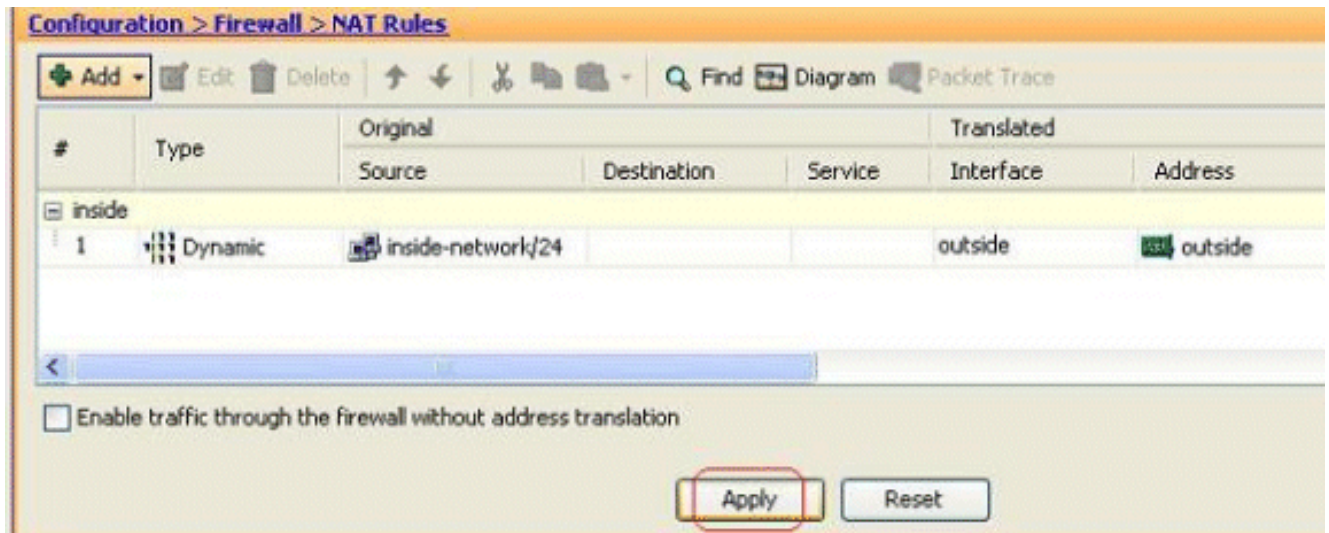 Configuration > Firewall > NAT Rules
Add Edit Delete Find Diagram Packet Trace
# Type Original Translated
Source Destination Service Interface Address
inside
1 Dynamic inside-network/24 outside outside
Enable traffic through the firewall without address translation
Apply Reset